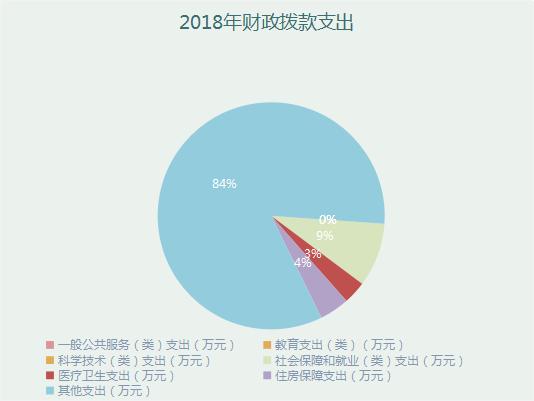 2018年财政拨款支出
84%
0%
9%
3%
4%
一般公共服务（类）支出（万元）
教育支出（类）（万元）
科学技术（类）支出（万元）
社会保障和就业（类）支出（万元）
医疗卫生支出（万元）
住房保障支出（万元）
其他支出（万元）